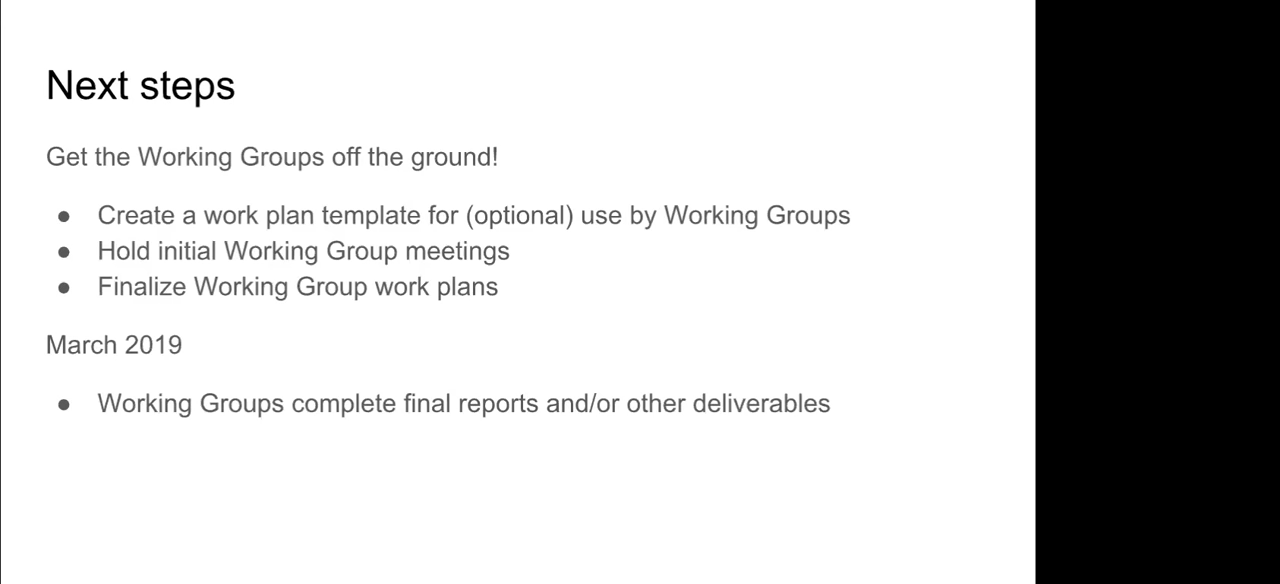 Next steps
Get the Working Groups off the ground!
● Create a work plan template for (optional) use by Working Groups
● Hold initial Working Group meetings
● Finalize Working Group work plans
March 2019
● Working Groups complete final reports and/or other deliverables